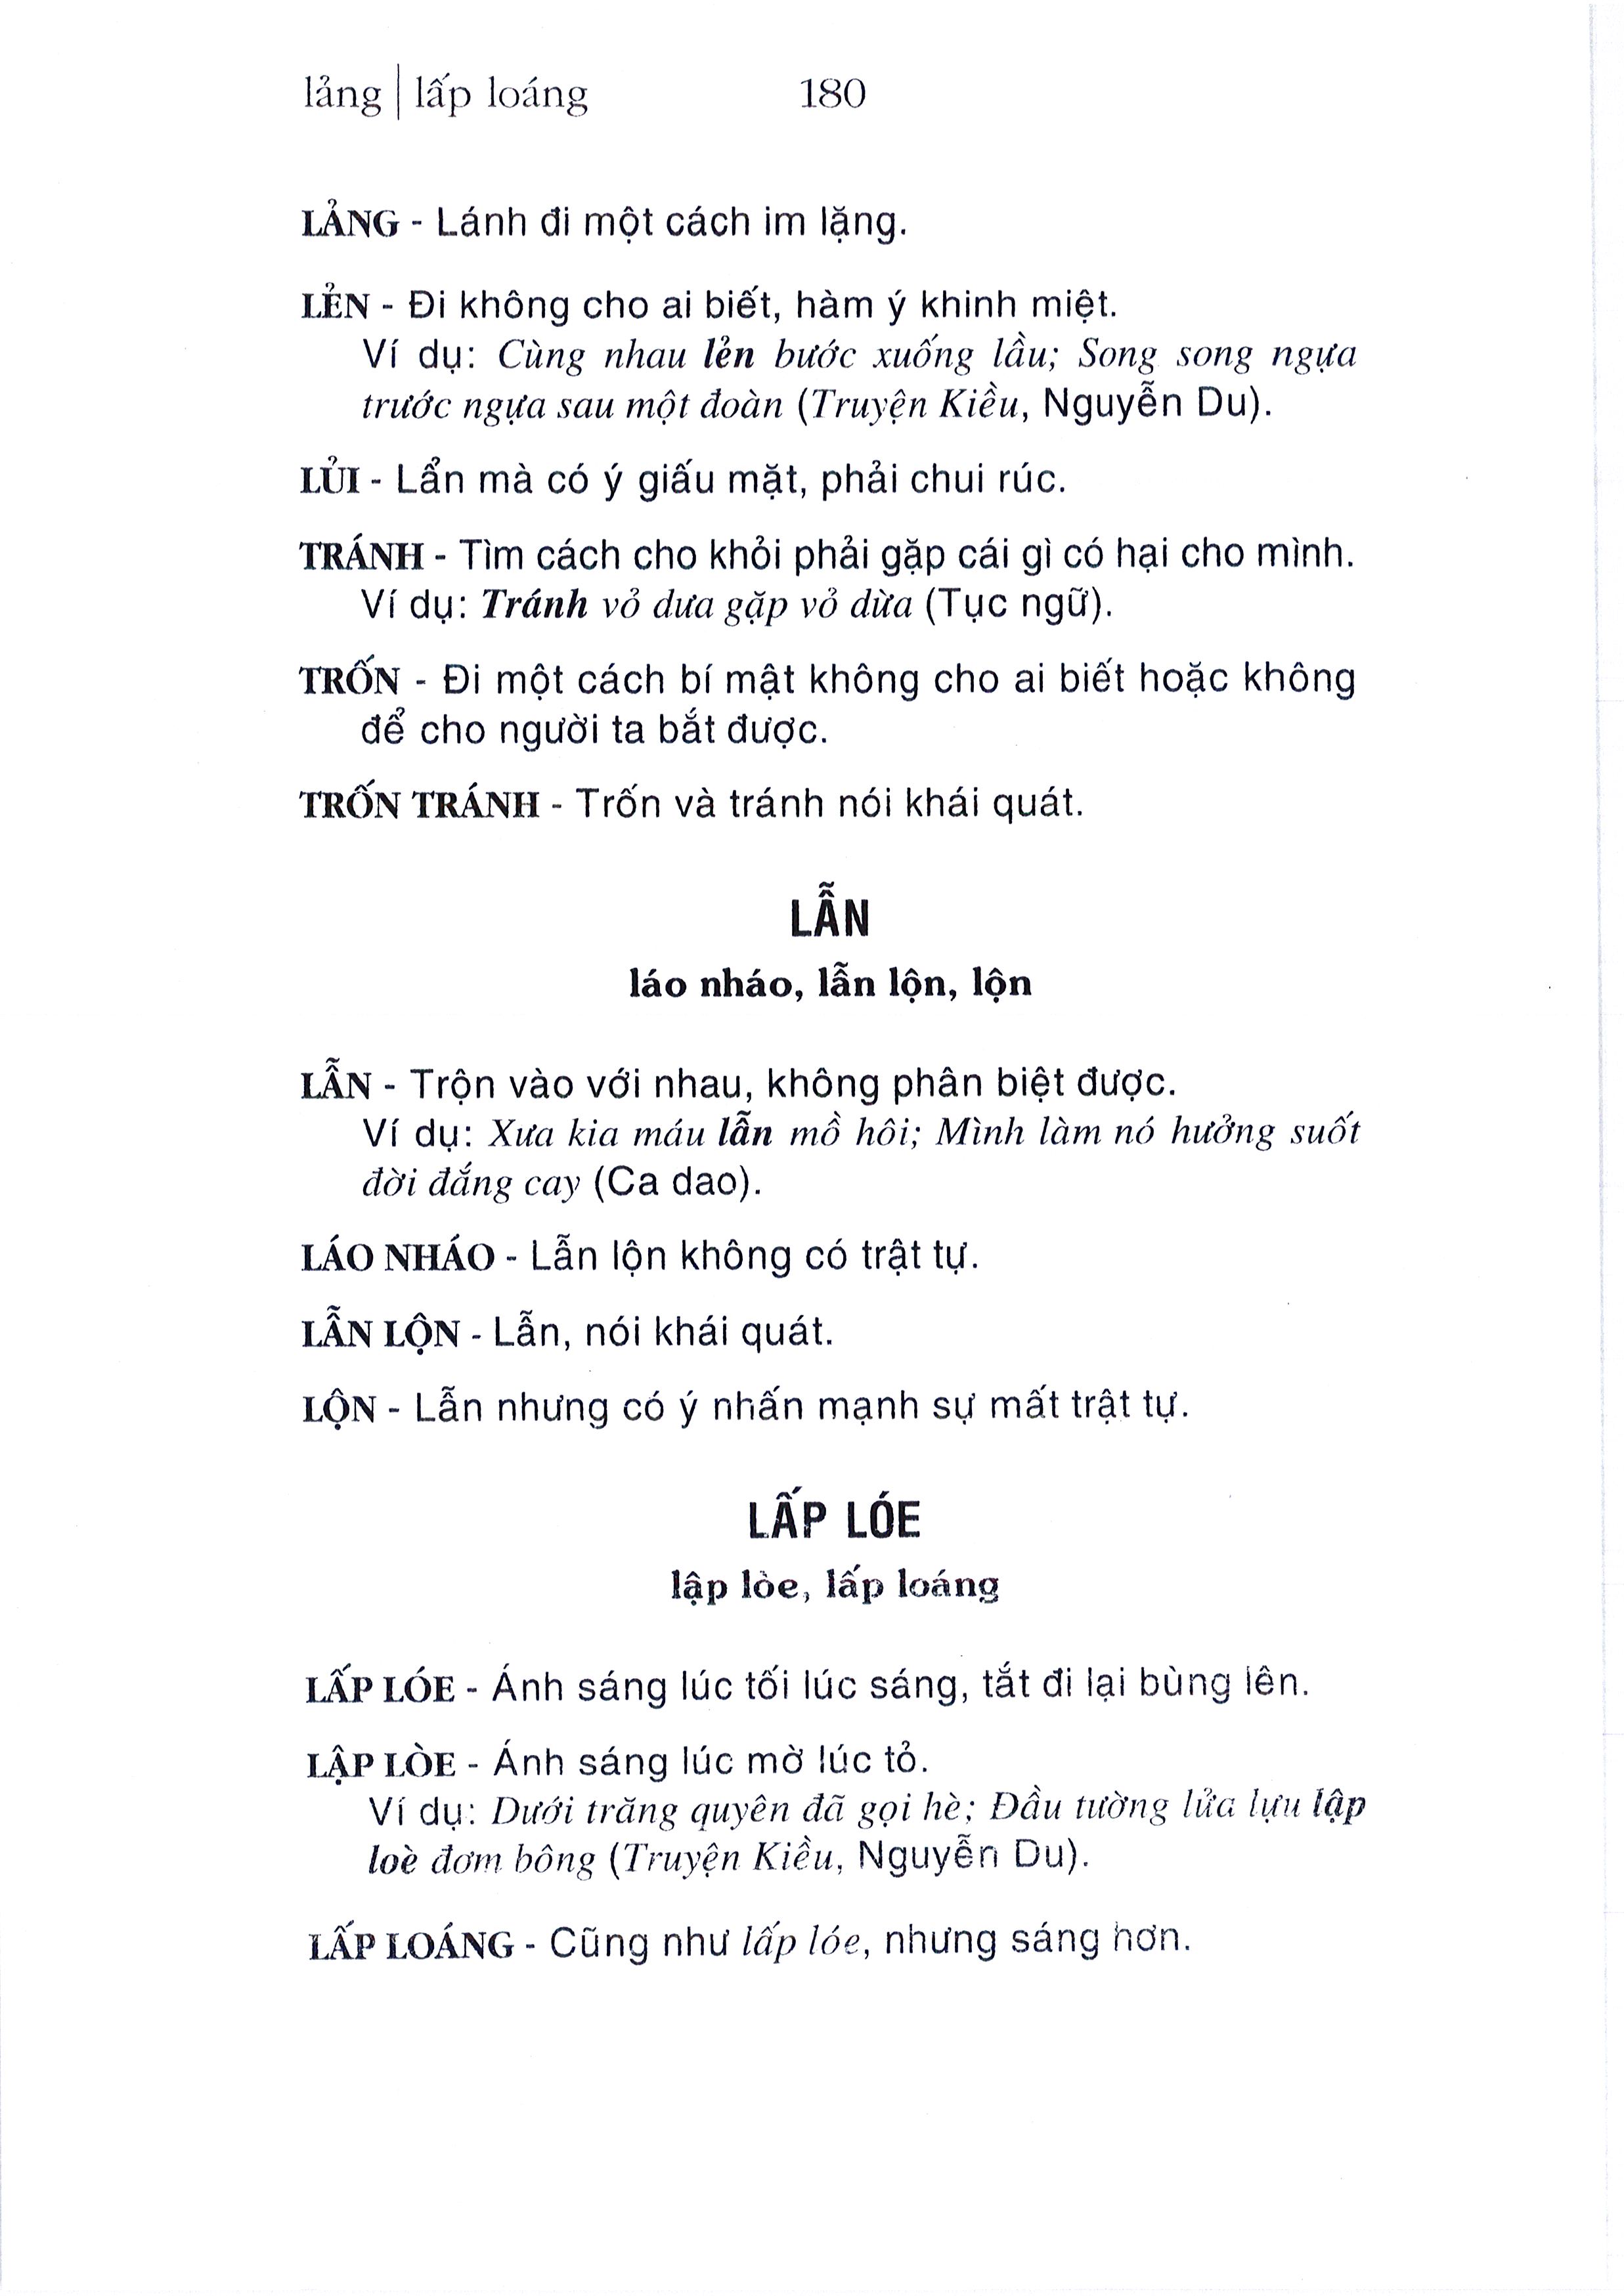 lảng | lấp loáng 180
LẢNG - Lánh đi một cách im lặng.
LẺN - Đi không cho ai biết, hàm ý khinh miệt.
Ví dụ: Cùng nhau lẻn bước xuống lầu; Song song ngựa
trước ngựa sau một đoàn (Truyện Kiều, Nguyễn Du).
LỦI - Lẩn mà có ý giấu mặt, phải chui rúc.
TRÁNH - Tìm cách cho khỏi phải gặp cái gì có hại cho mình.
Ví dụ: Tránh vỏ dưa gặp vỏ dừa (Tục ngữ).
TRỐN - Đi một cách bí mật không cho ai biết hoặc không
để cho người ta bắt được.
TRỐN TRÁNH - Trốn và tránh nói khái quát.
LẪN
láo nháo, lẫn lộn, lộn
LẪN - Trộn vào với nhau, không phân biệt được.
Ví dụ: Xưa kia máu lẫn mồ hôi; Mình làm nó hưởng suốt
đời đắng cay (Ca dao).
LÁO NHÁO - Lẫn lộn không có trật tự.
LẪN LỘN - Lẫn, nói khái quát.
LỘN - Lẫn nhưng có ý nhấn mạnh sự mất trật tự.
LẤP LÓE
lập lòe, lấp loáng
LẤP LÓE - Ánh sáng lúc tối lúc sáng, tắt đi lại bùng lên.
LẬP LÒE - Ánh sáng lúc mờ lúc tỏ.
Ví dụ: Dưới trăng quyên đã gọi hè; Đầu tường lửa lựu lập
loè đơm bông (Truyện Kiều, Nguyễn Du).
LẤP LOÁNG - Cũng như lấp lóe, nhưng sáng hơn.